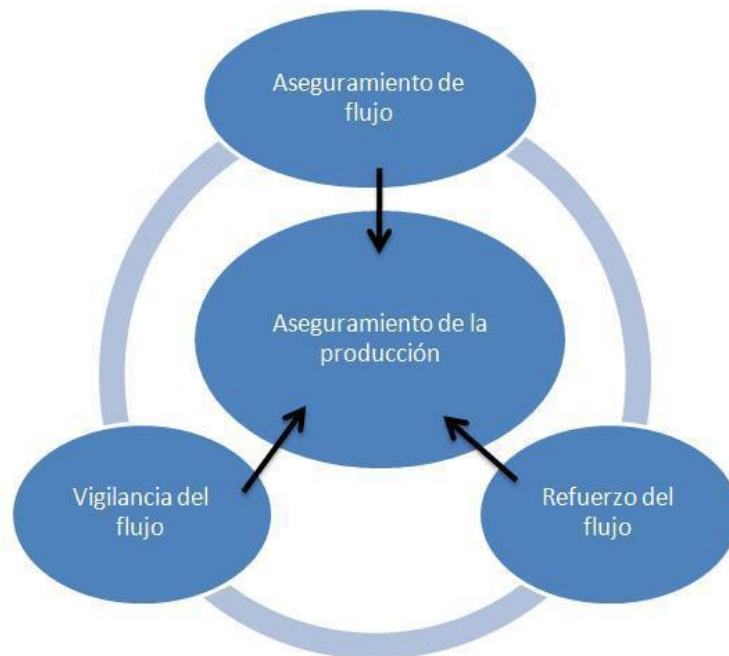 Aseguramiento de
flujo
Aseguramiento de la
producción
Vigilancia del
flujo
Refuerzo del
flujo